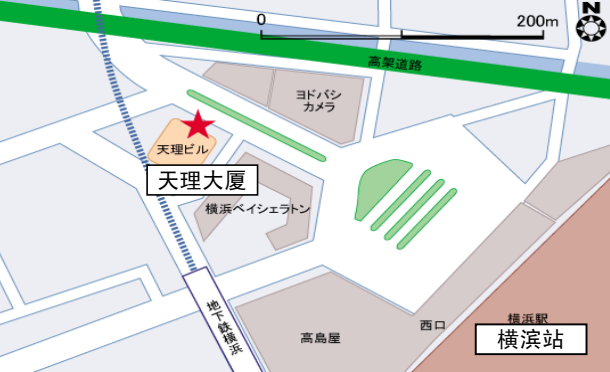 N
0
200m
高架道路
ヨドバシ
カメラ
天理ビル
天理大厦
横浜ベイシェラトン
地下鉄横浜
高島屋
西口
横浜駅
横滨站